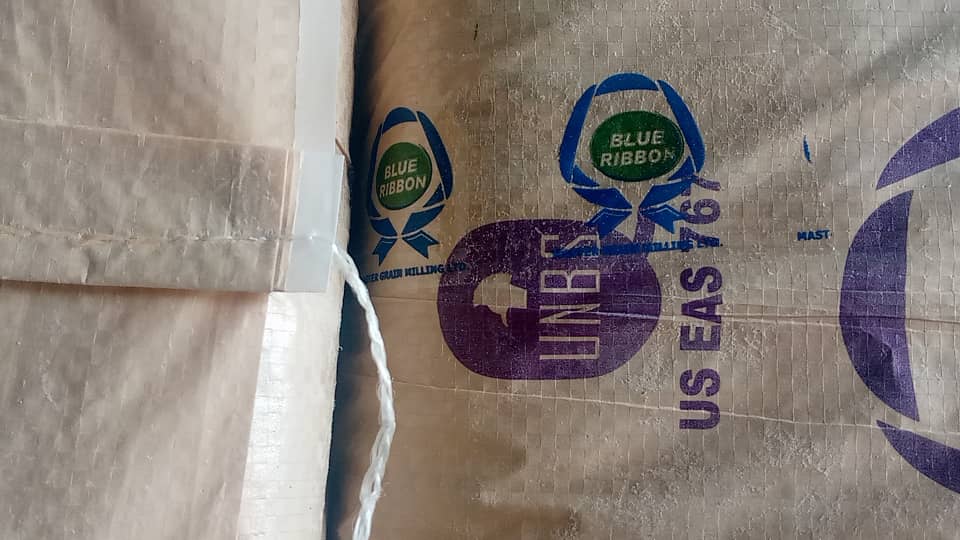 BLUE
RIBBON
GRAIN MILLING LTD
BLUE
RIBBON
MILLING LTD.
MAST
UNBS
US EAS 767